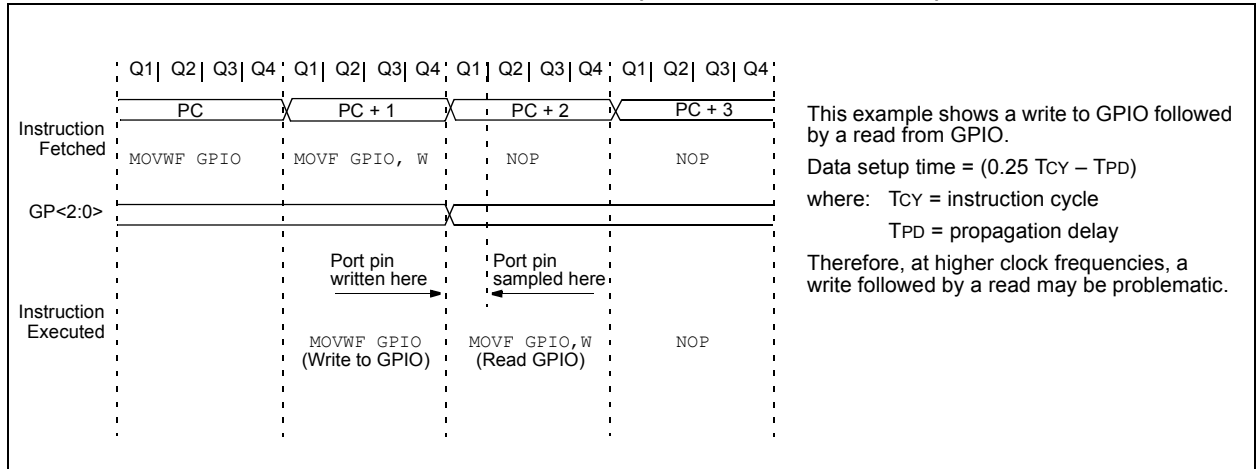 Q1| Q2| Q3| Q4 Q1| Q2| Q3| Q4 Q1| Q2| Q3| Q4 Q1| Q2| Q3| Q4
PC PC + 1 PC + 2 PC + 3
Instruction
Fetched
MOVWF GPIO MOVF GPIO, W NOP NOP
GP<2:0>
Port pin
written here
Port pin
sampled here
Instruction
Executed
MOVWF GPIO
(Write to GPIO)
MOVF GPIO,W
(Read GPIO)
NOP
This example shows a write to GPIO followed
by a read from GPIO.
Data setup time = (0.25 TCY – TPD)
where: TCY = instruction cycle
TPD = propagation delay
Therefore, at higher clock frequencies, a
write followed by a read may be problematic.